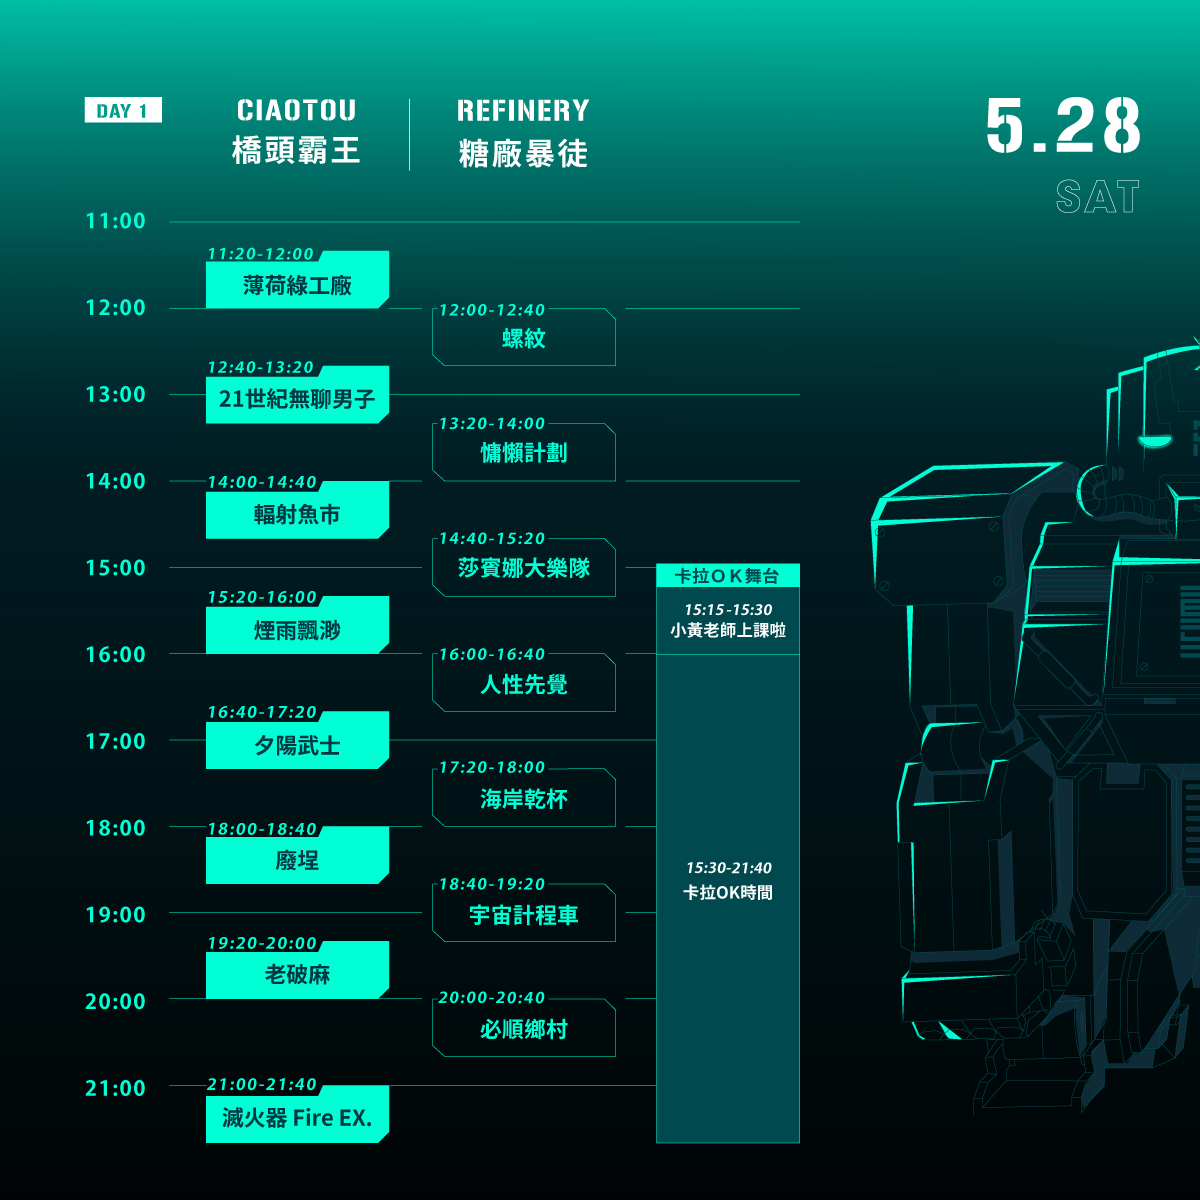 DAY 1
CIAOTOU
橋頭霸王
REFINERY
糖廠暴徒
5.28
SAT
11:00
11:20-12:00
薄荷綠工廠
12:00
12:00-12:40
螺紋
12:40-13:20
21世紀無聊男子
13:00
13:20-14:00
慵懶計劃
14:00
14:00-14:40
輻射魚市
14:40-15:20
莎賓娜大樂隊
15:00
卡拉OK舞台
15:15-15:30
小黃老師上課啦
15:20-16:00
煙雨飄渺
16:00
16:00-16:40
人性先覺
16:40-17:20
夕陽武士
17:00
17:20-18:00
海岸乾杯
18:00
18:00-18:40
廢埕
15:30-21:40
卡拉OK時間
18:40-19:20
宇宙計程車
19:00
19:20-20:00
老破麻
20:00
20:00-20:40
必順鄉村
21:00
21:00-21:40
滅火器 Fire EX.